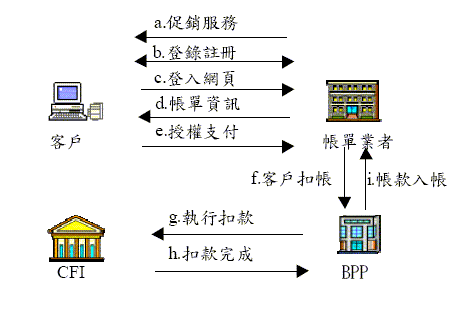 a.促銷服務
b.登錄註冊
c.登入網頁
d.帳單資訊
e.授權支付
客戶
帳單業者
f.客戶扣帳
i.帳款入帳
g.執行扣款
h.扣款完成
CFI
BPP